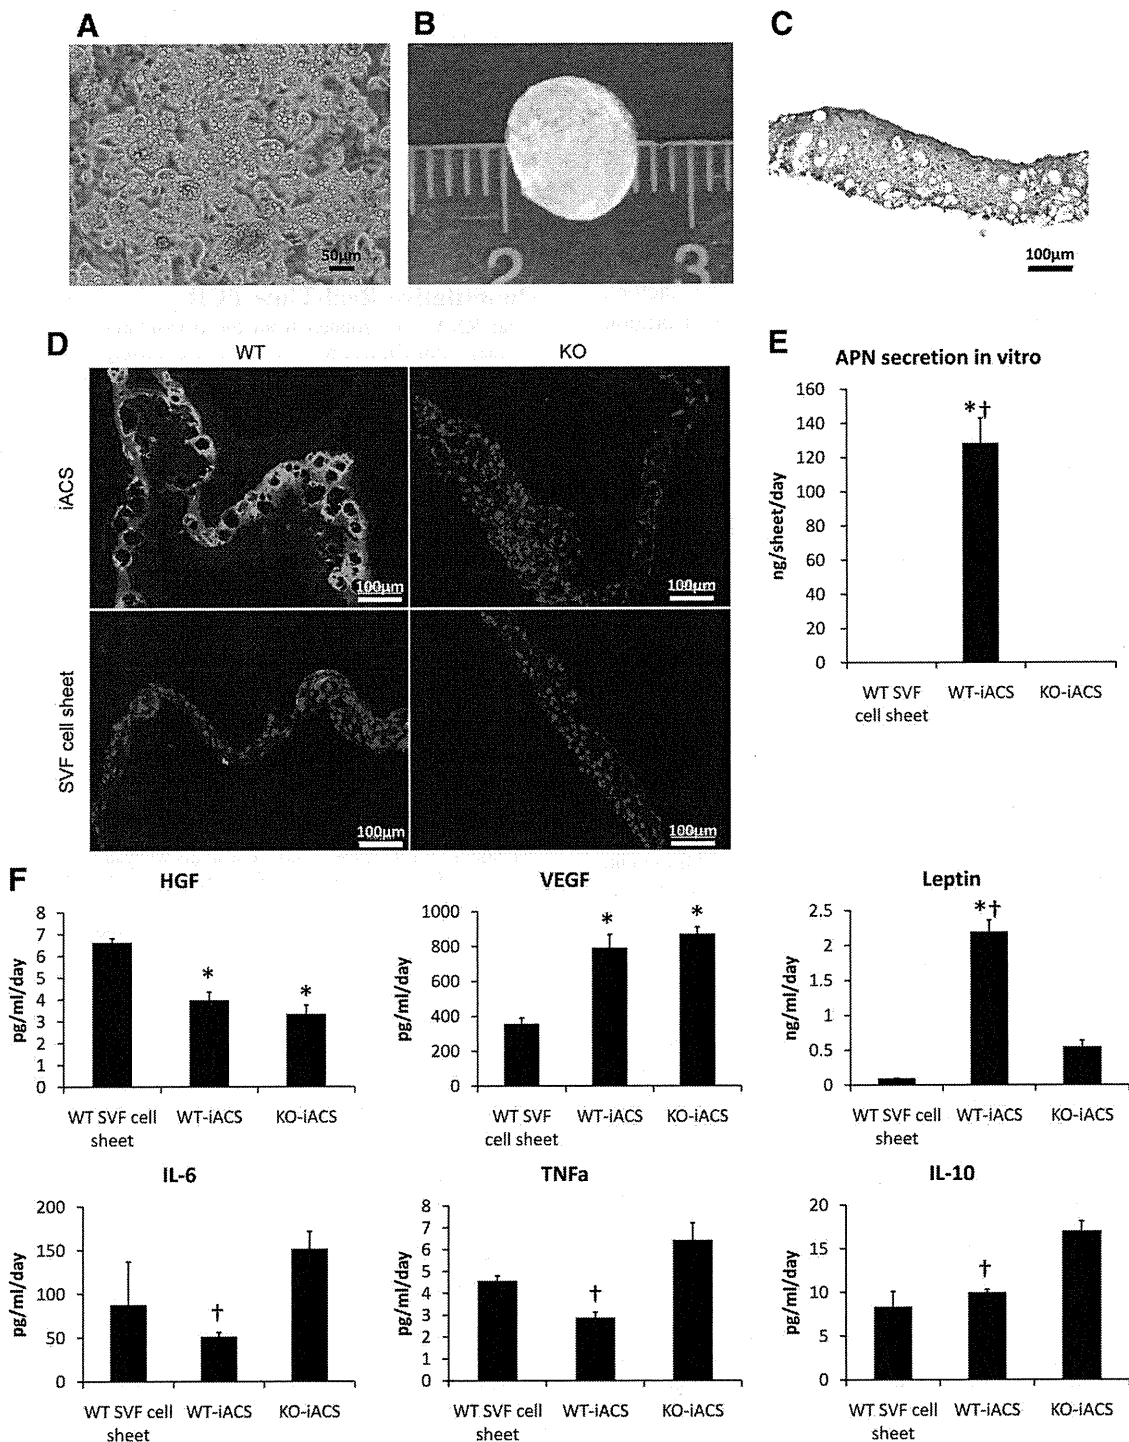 A
B
C
50µm
2
3
100µm
D
WT
KO
iACS
SVF cell sheet
100µm
100µm
100µm
100µm
E
APN secretion in vitro
ng/sheet/day
160
140
120
100
80
60
40
20
0
*†
WT SVF
cell sheet
WT-iACS
KO-iACS
F
HGF
pg/ml/day
8
7
6
5
4
3
2
1
0
*
*
WT SVF cell
sheet
WT-iACS
KO-iACS
VEGF
pg/ml/day
1000
800
600
400
200
0
*
*
WT SVF
cell sheet
WT-iACS
KO-iACS
Leptin
ng/ml/day
2.5
2
1.5
1
0.5
0
*†
WT SVF cell
sheet
WT-iACS
KO-iACS
IL-6
pg/ml/day
200
150
100
50
0
†
WT SVF cell
sheet
WT-iACS
KO-iACS
TNFa
pg/ml/day
8
7
6
5
4
3
2
1
0
†
WT SVF cell
sheet
WT-iACS
KO-iACS
IL-10
pg/ml/day
20
15
10
5
0
†
WT SVF cell
sheet
WT-iACS
KO-iACS